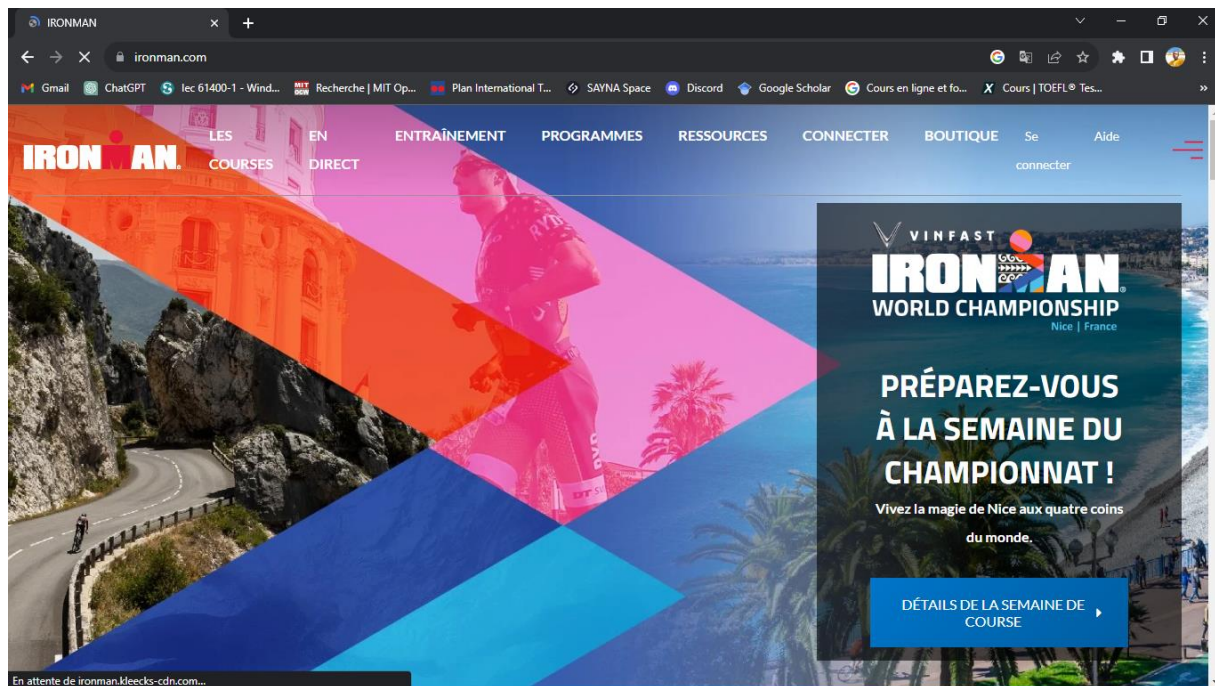 IRONMAN
ironman.com
Gmail ChatGPT Iec 61400-1 - Wind... Recherche | MIT Op... Plan International T... SAYNA Space Discord Google Scholar Cours en ligne et fo... Cours | TOEFL® Tes... »
IRONMAN®
LES COURSES
EN DIRECT
ENTRAÎNEMENT
PROGRAMMES
RESSOURCES
CONNECTER
BOUTIQUE
Se connecter
Aide
VINFAST
IRONMAN®
WORLD CHAMPIONSHIP
Nice | France
PRÉPAREZ-VOUS
À LA SEMAINE DU
CHAMPIONNAT !
Vivez la magie de Nice aux quatre coins
du monde.
DÉTAILS DE LA SEMAINE DE
COURSE
En attente de ironman.kleecks-cdn.com...